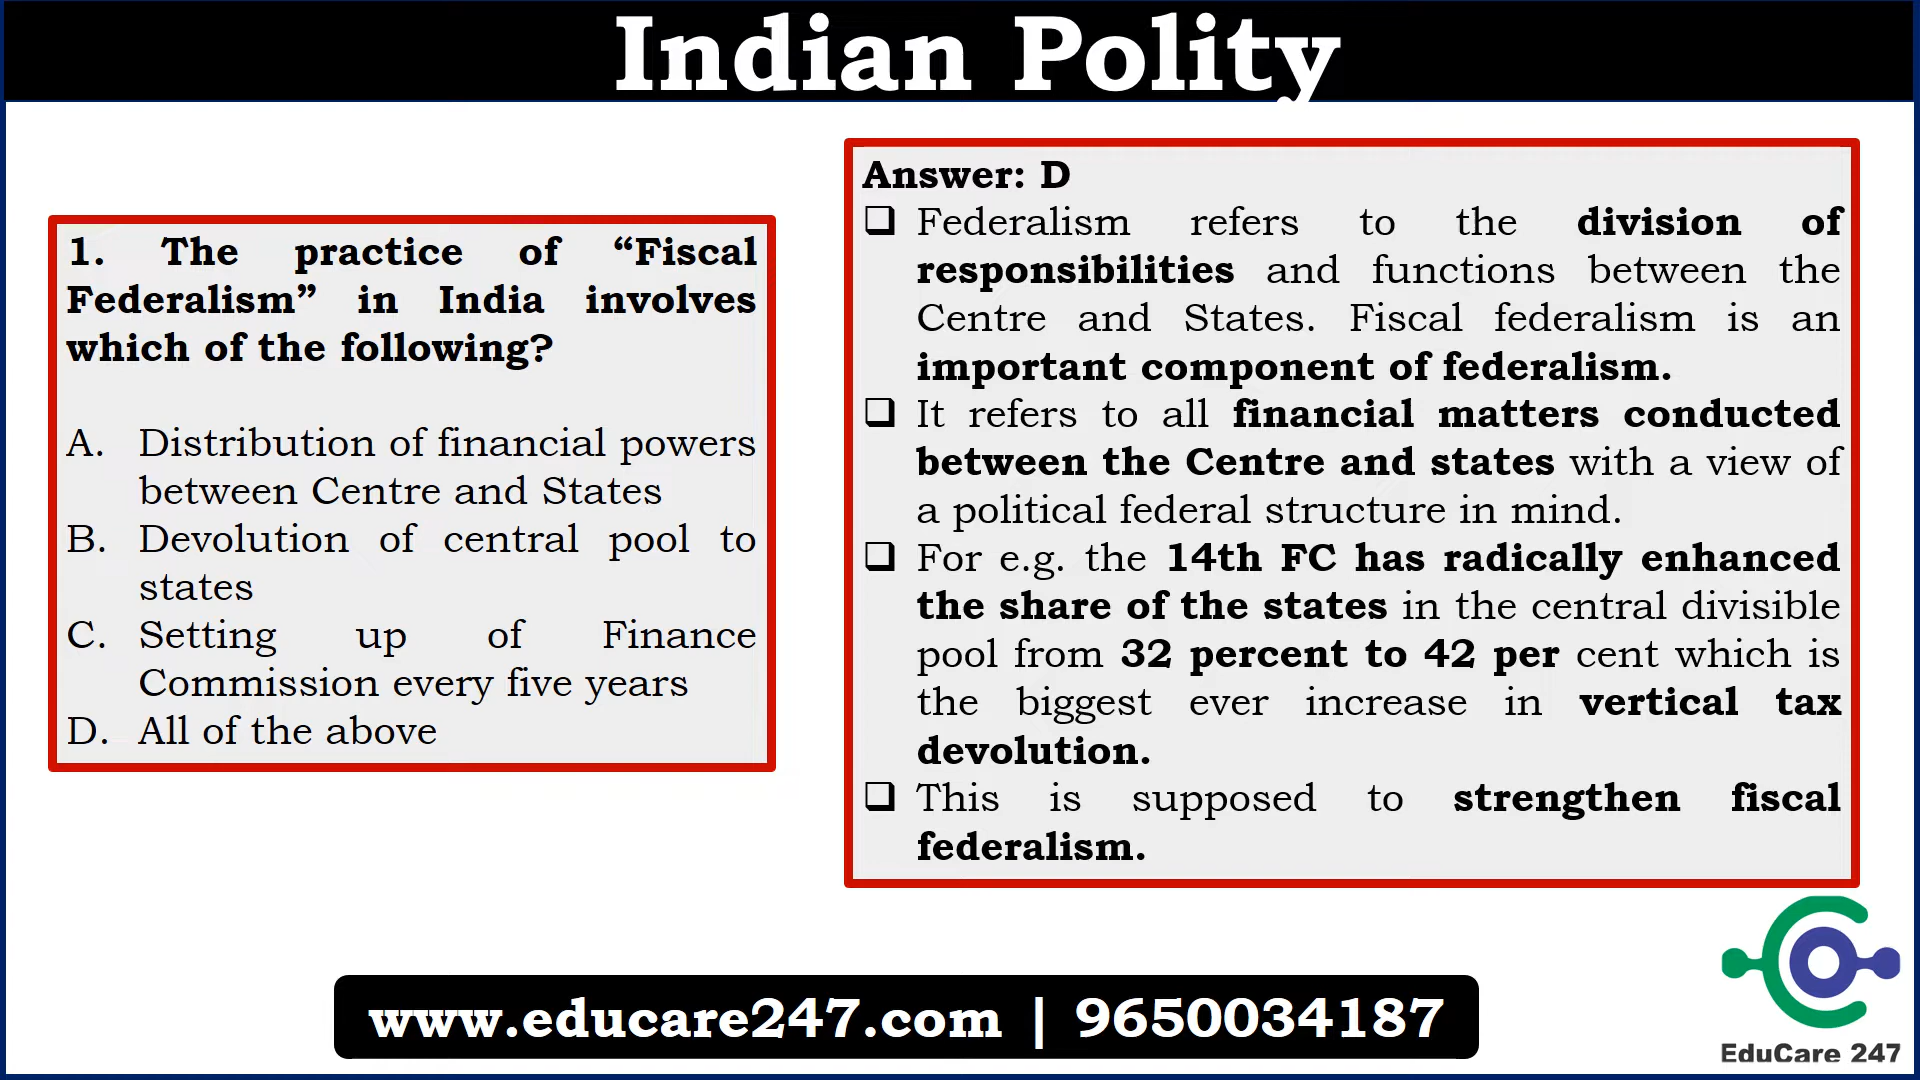 Indian Polity
1. The practice of “Fiscal
Federalism” in India involves
which of the following?
A. Distribution of financial powers
between Centre and States
B. Devolution of central pool to
states
C. Setting up of Finance
Commission every five years
D. All of the above
Answer: D
❑ Federalism refers to the division of
responsibilities and functions between the
Centre and States. Fiscal federalism is an
important component of federalism.
❑ It refers to all financial matters conducted
between the Centre and states with a view of
a political federal structure in mind.
❑ For e.g. the 14th FC has radically enhanced
the share of the states in the central divisible
pool from 32 percent to 42 per cent which is
the biggest ever increase in vertical tax
devolution.
❑ This is supposed to strengthen fiscal
federalism.
www.educare247.com | 9650034187
EduCare 247